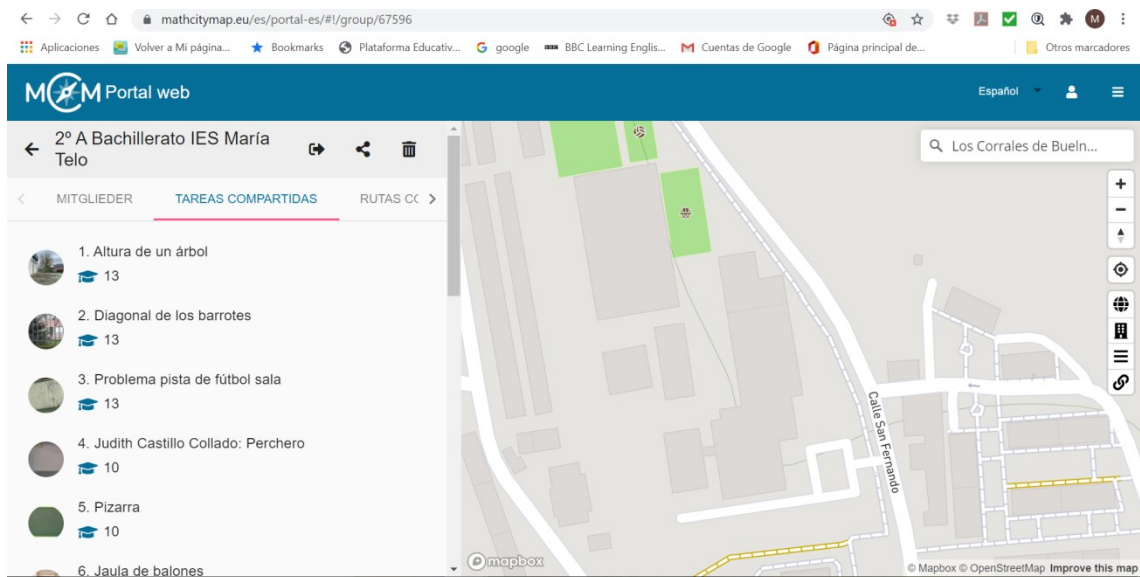 mathcitymap.eu/es/portal-es/#!/group/67596
M
Aplicaciones Volver a Mi página... Bookmarks Plataforma Educativ... google BBC Learning Englis... Cuentas de Google Página principal de... Otros marcadores
MCM Portal web
Español
2º A Bachillerato IES María
Telo
MITGLIEDER TAREAS COMPARTIDAS RUTAS CO
1. Altura de un árbol
13
2. Diagonal de los barrotes
13
3. Problema pista de fútbol sala
13
4. Judith Castillo Collado: Perchero
10
5. Pizarra
10
6. Jaula de balones
Los Corrales de Bueln...
Calle San Fernando
mapbox
© Mapbox © OpenStreetMap Improve this map